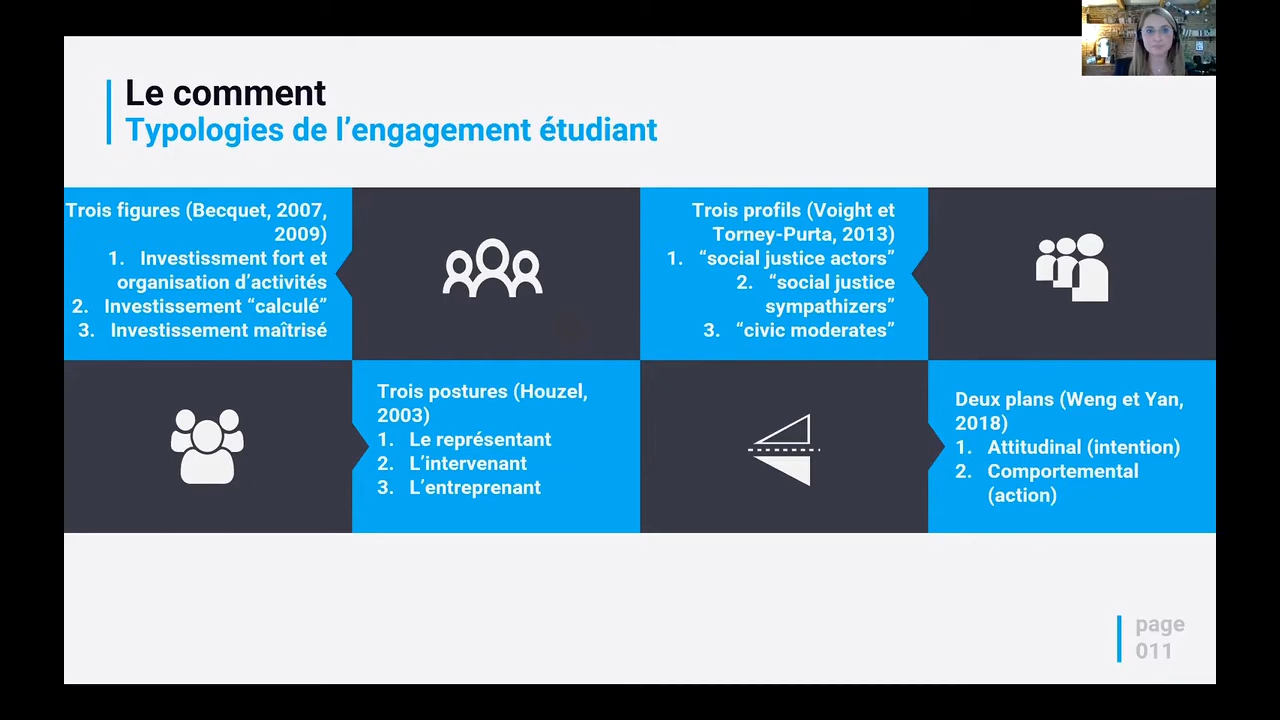 Le comment
Typologies de l’engagement étudiant
Trois figures (Becquet, 2007,
2009)
1. Investissment fort et
organisation d’activités
2. Investissement “calculé”
3. Investissement maîtrisé
Trois profils (Voight et
Torney-Purta, 2013)
1. “social justice actors”
2. “social justice
sympathizers”
3. “civic moderates”
Trois postures (Houzel,
2003)
1. Le représentant
2. L’intervenant
3. L’entreprenant
Deux plans (Weng et Yan,
2018)
1. Attitudinal (intention)
2. Comportemental
(action)
page
011